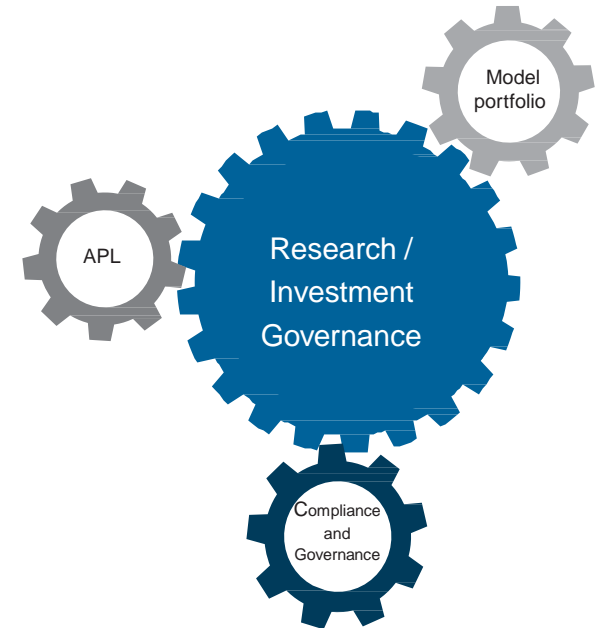 Model
portfolio
APL
Research /
Investment
Governance
Compliance
and
Governance